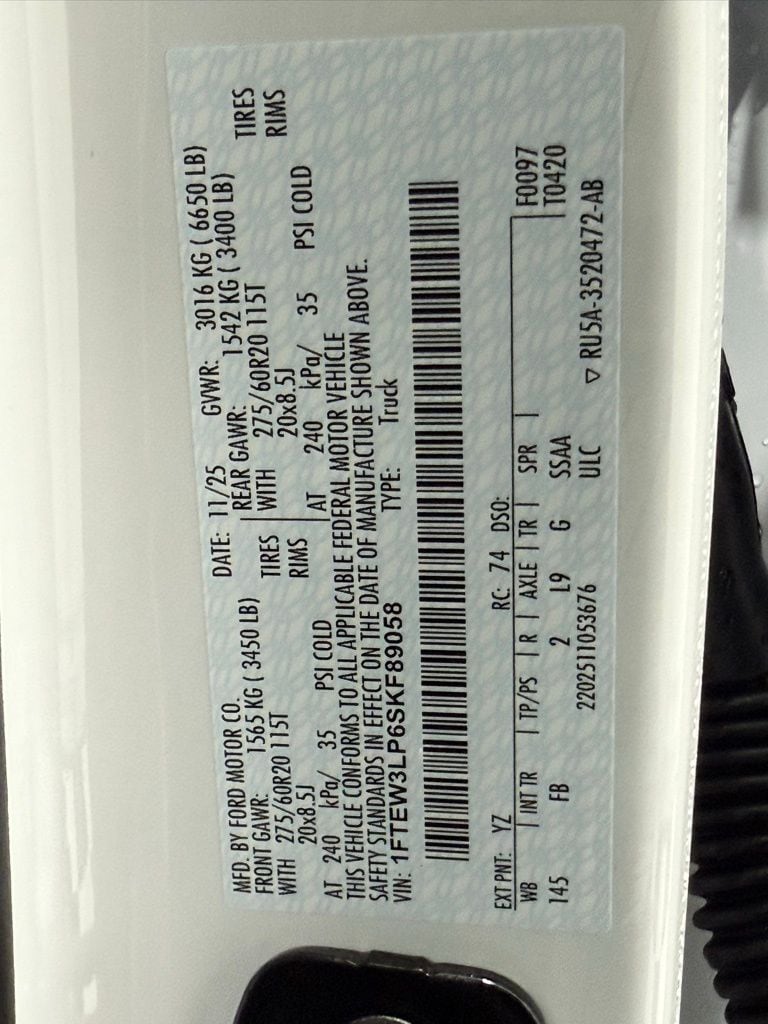 MFD. BY FORD MOTOR CO. DATE: 11/25 GVWR: 3016 KG ( 6650 LB)
FRONT GAWR: 1565 KG ( 3450 LB) REAR GAWR: 1542 KG ( 3400 LB)
WITH 275/60R20 115T TIRES WITH 275/60R20 115T TIRES
20x8.5J RIMS 20x8.5J RIMS
AT 240 kPa/ 35 PSI COLD AT 240 kPa/ 35 PSI COLD
THIS VEHICLE CONFORMS TO ALL APPLICABLE FEDERAL MOTOR VEHICLE
SAFETY STANDARDS IN EFFECT ON THE DATE OF MANUFACTURE SHOWN ABOVE.
VIN: 1FTEW3LP6SKF89058 TYPE: Truck
EXT PNT: YZ RC: 74 DSO:
WB | INT TR | TP/PS | R | AXLE | TR | SPR | F0097
145 FB 2 L9 G SSAA T0420
2202511053676 ULC
▽ RU5A-3520472-AB